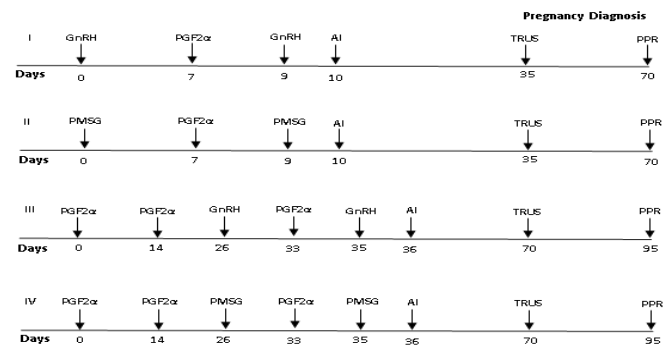 Pregnancy Diagnosis
I GnRH PGF2α GnRH AI TRUS PPR
Days 0 7 9 10 35 70
II PMSG PGF2α PMSG AI TRUS PPR
Days 0 7 9 10 35 70
III PGF2α PGF2α GnRH PGF2α GnRH AI TRUS PPR
Days 0 14 26 33 35 36 70 95
IV PGF2α PGF2α PMSG PGF2α PMSG AI TRUS PPR
Days 0 14 26 33 35 36 70 95